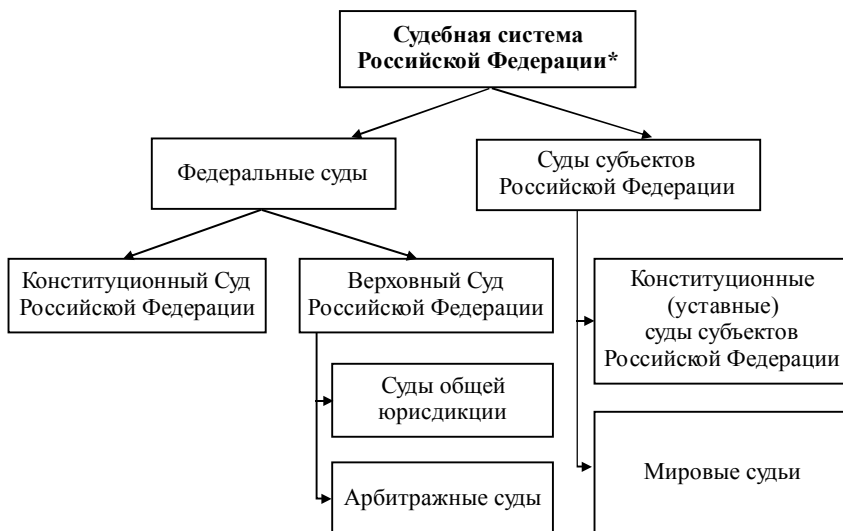 Судебная система
Российской Федерации*
Федеральные суды
Суды субъектов
Российской Федерации
Конституционный Суд
Российской Федерации
Верховный Суд
Российской Федерации
Конституционные
(уставные)
суды субъектов
Российской Федерации
Суды общей
юрисдикции
Арбитражные суды
Мировые судьи